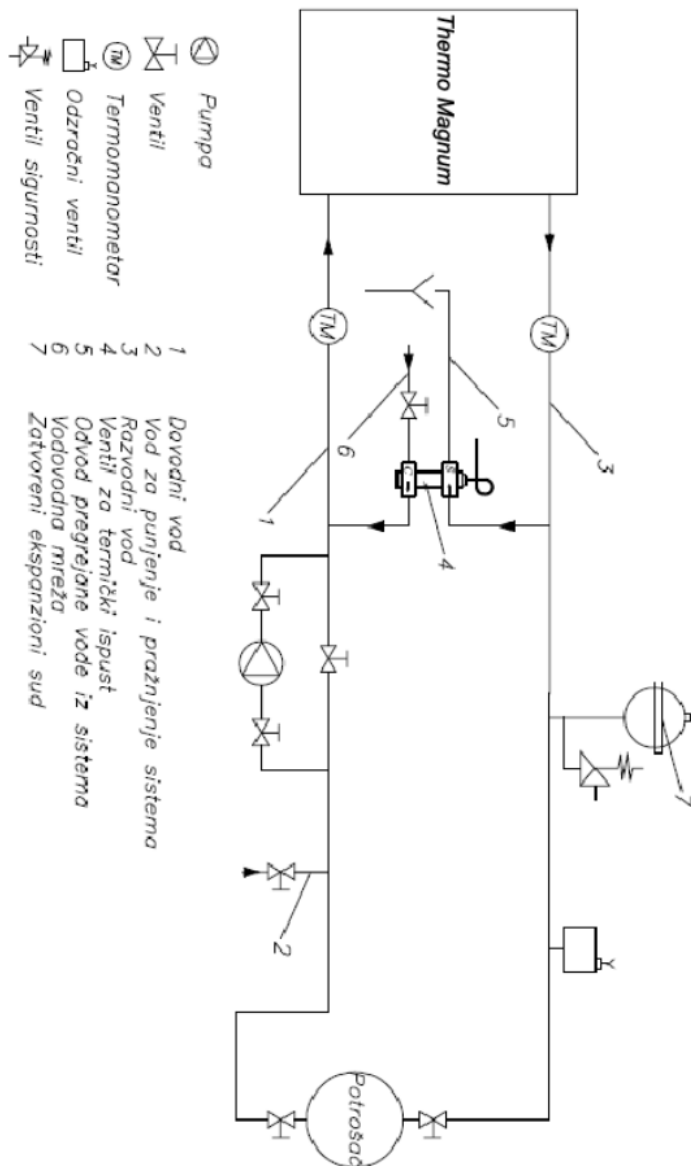 Thermo Magnum
TM
3
7
5
S
4
C
6
TM
1
2
Potrošač
Pumpa
Ventil
TM Termomanometar
Odzračni ventil
Ventil sigurnosti
1 Dovodni vod
2 Vod za punjenje i pražnjenje sistema
3 Razvodni vod
4 Ventil za termički ispust
5 Odvod pregrejane vode iz sistema
6 Vodovodna mreža
7 Zatvoreni ekspanzioni sud